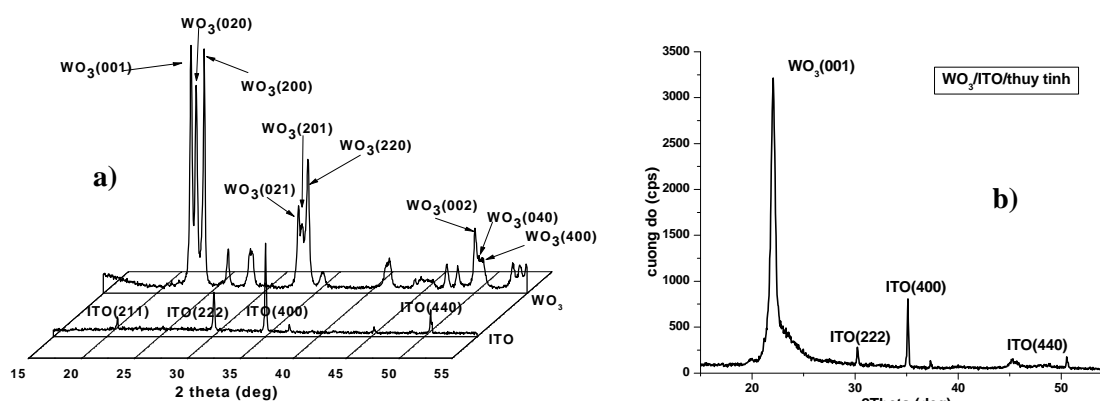 WO3(020)
WO3(001)
WO3(200)
WO3(201)
WO3(220)
a)
WO3(021)
WO3(002)
WO3(040)
WO3(400)
WO3
ITO(211)
ITO(222)
ITO(400)
ITO(440)
ITO
15 20 25 30 35 40 45 50 55
2 theta (deg)
3500
3000
2500
2000
1500
1000
500
0
cuong do (cps)
WO3(001)
WO3/ITO/thuy tinh
b)
ITO(400)
ITO(222)
ITO(440)
20 30 40 50
2Theta (deg)